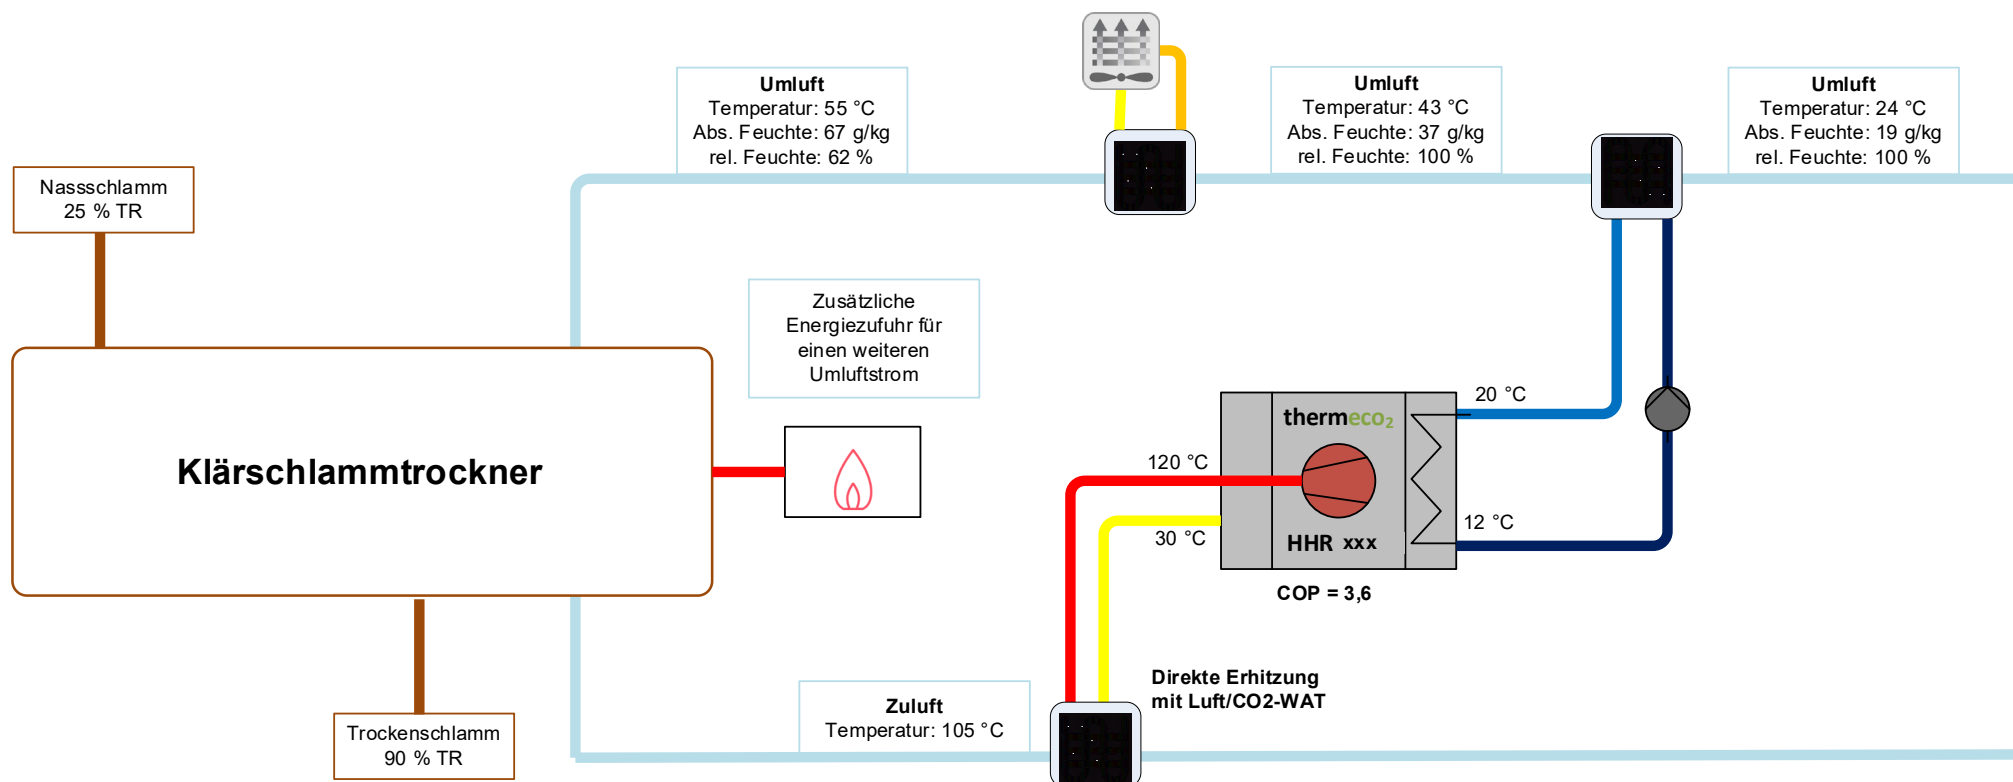 Umluft
Temperatur: 55 °C
Abs. Feuchte: 67 g/kg
rel. Feuchte: 62 %
Umluft
Temperatur: 43 °C
Abs. Feuchte: 37 g/kg
rel. Feuchte: 100 %
Umluft
Temperatur: 24 °C
Abs. Feuchte: 19 g/kg
rel. Feuchte: 100 %
Nassschlamm
25 % TR
Zusätzliche
Energiezufuhr für
einen weiteren
Umluftstrom
Klärschlammtrockner
thermeco₂
20 °C
120 °C
30 °C
12 °C
HHR xxx
COP = 3,6
Direkte Erhitzung
mit Luft/CO2-WAT
Zuluft
Temperatur: 105 °C
Trockenschlamm
90 % TR